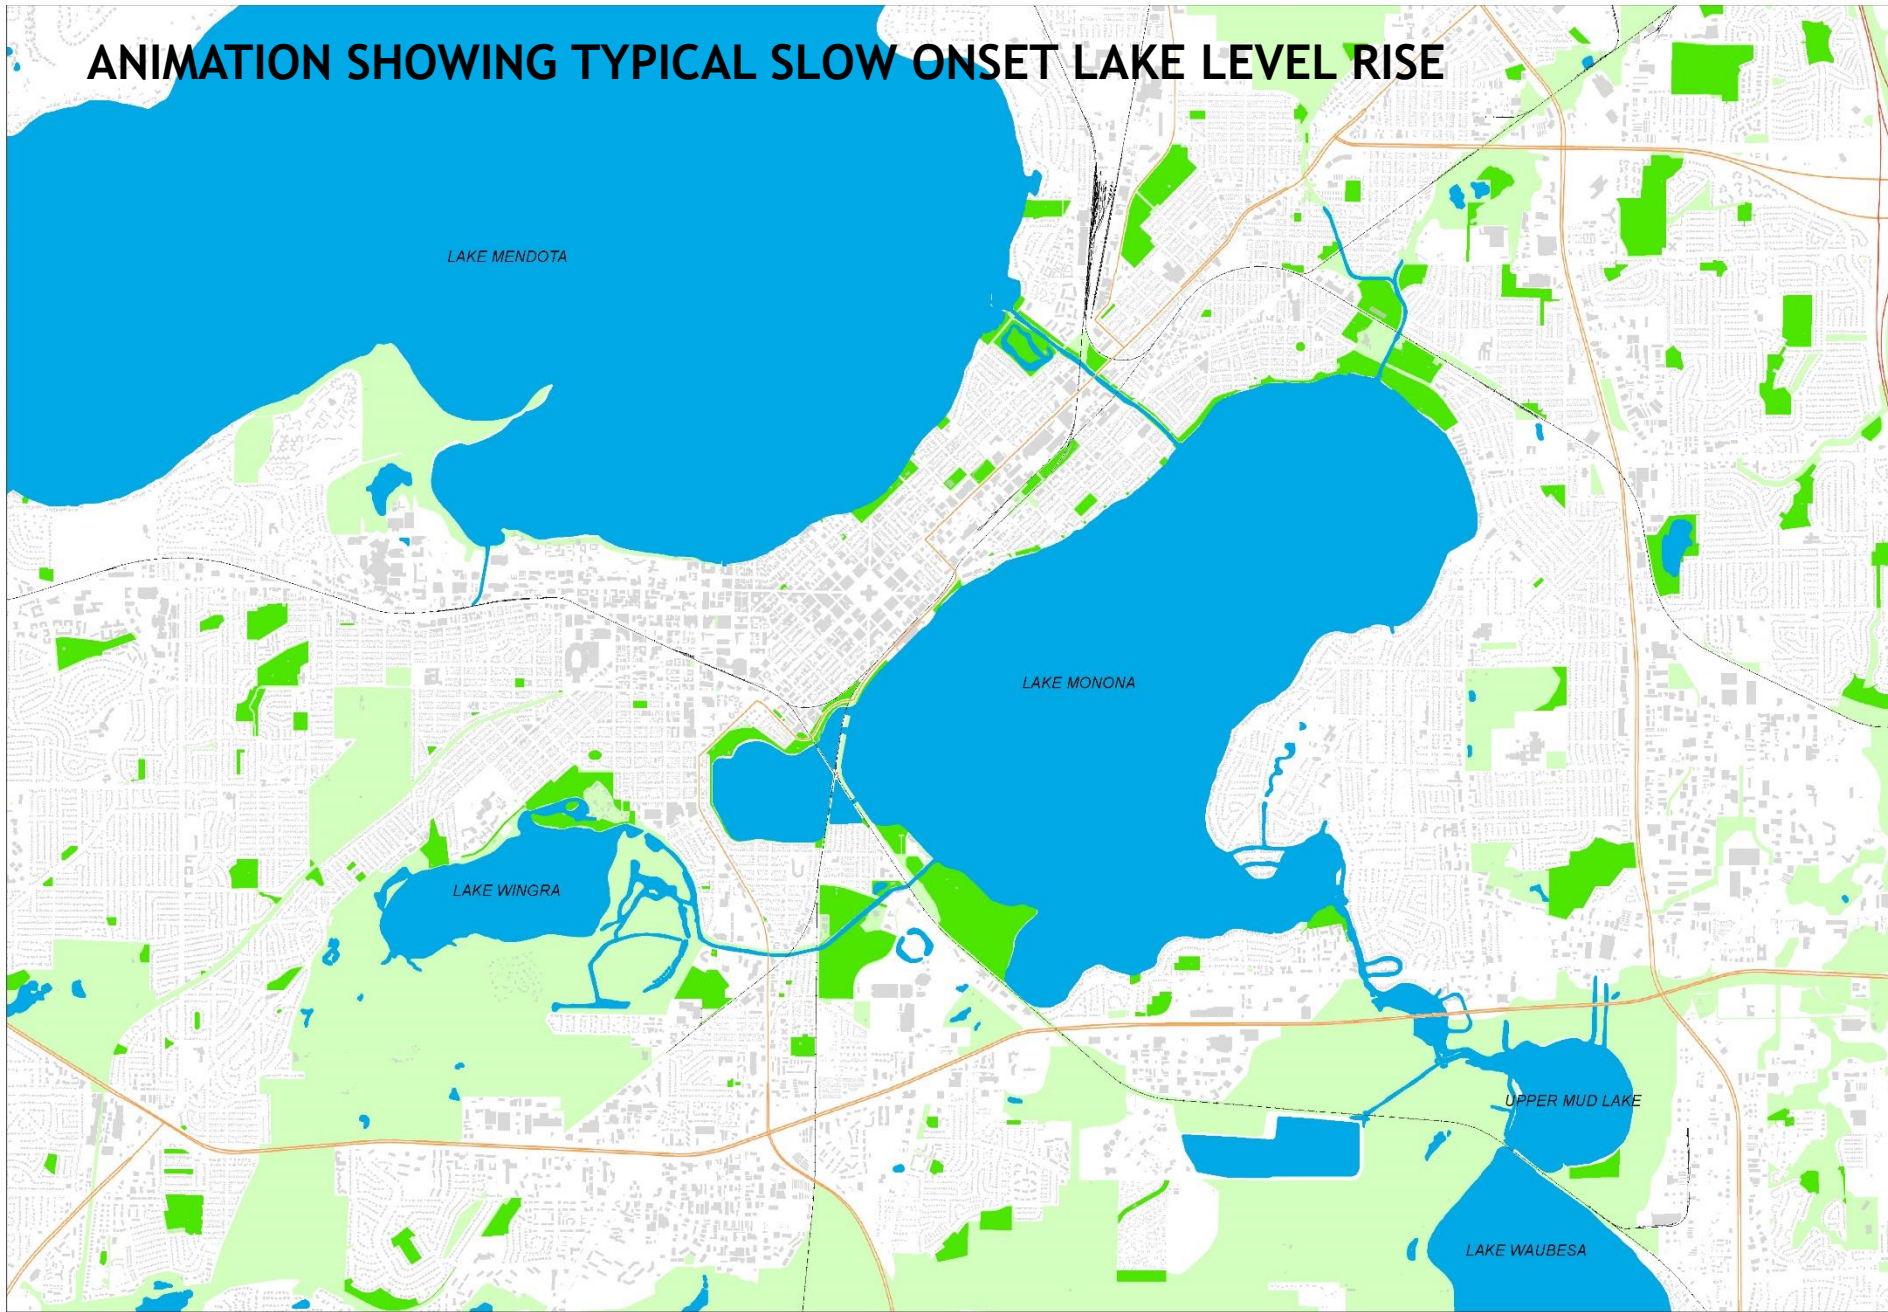 ANIMATION SHOWING TYPICAL SLOW ONSET LAKE LEVEL RISE
LAKE MENDOTA
LAKE MONONA
LAKE WINGRA
UPPER MUD LAKE
LAKE WAUBESA